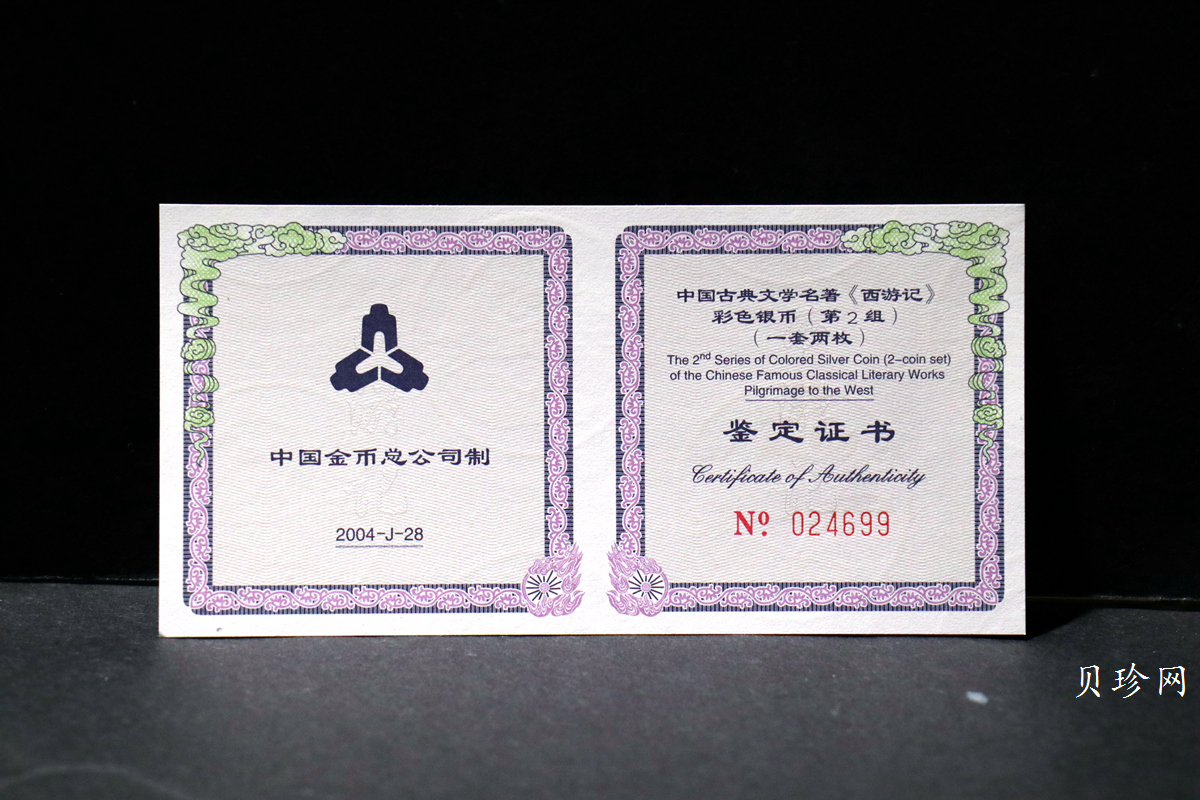 中国金币总公司制
2004-J-28
中国古典文学名著《西游记》
彩色银币(第2组)
(一套两枚)
The 2nd Series of Colored Silver Coin (2-coin set)
of the Chinese Famous Classical Literary Works
Pilgrimage to the West
鉴定证书
Certificate of Authenticity
No. 024699
贝珍网